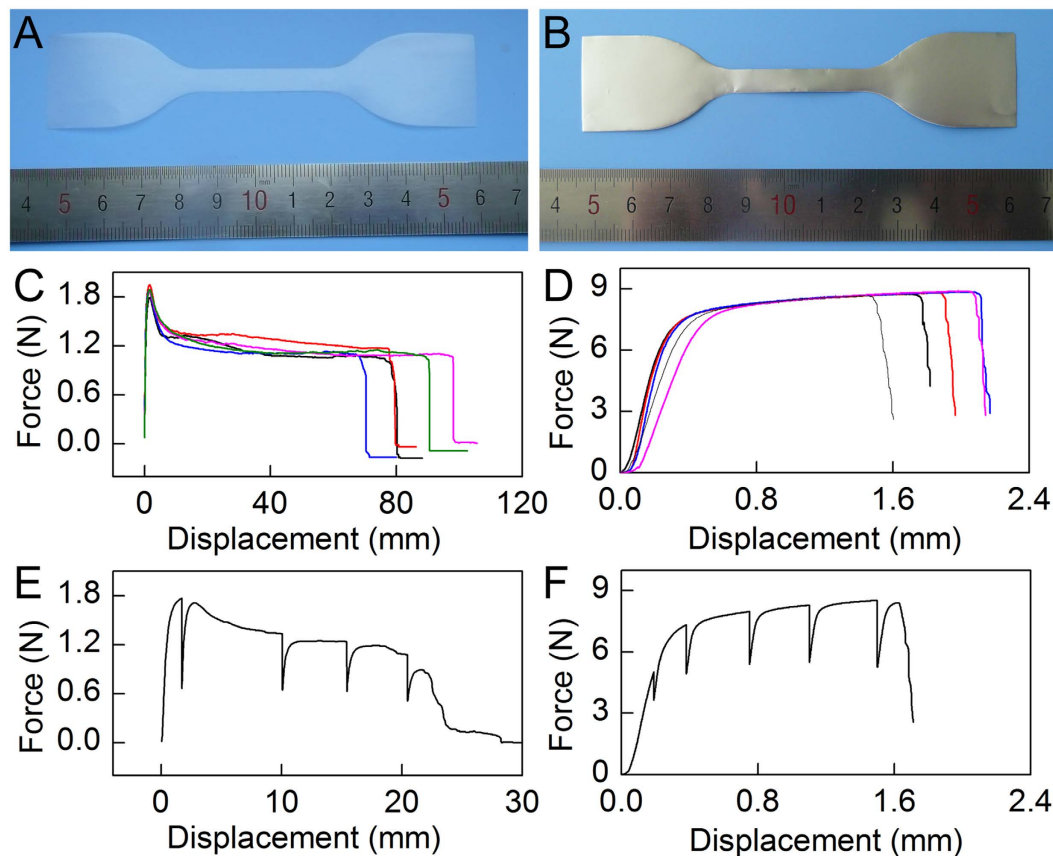 A
4 5 6 7 8 9 10 1 2 3 4 5 6 7
mm
B
4 5 6 7 8 9 10 1 2 3 4 5 6 7
mm
C
Force (N)
1.8
1.2
0.6
0.0
0 40 80 120
Displacement (mm)
D
Force (N)
9
6
3
0
0.0 0.8 1.6 2.4
Displacement (mm)
E
Force (N)
1.8
1.2
0.6
0.0
0 10 20 30
Displacement (mm)
F
Force (N)
9
6
3
0
0.0 0.8 1.6 2.4
Displacement (mm)